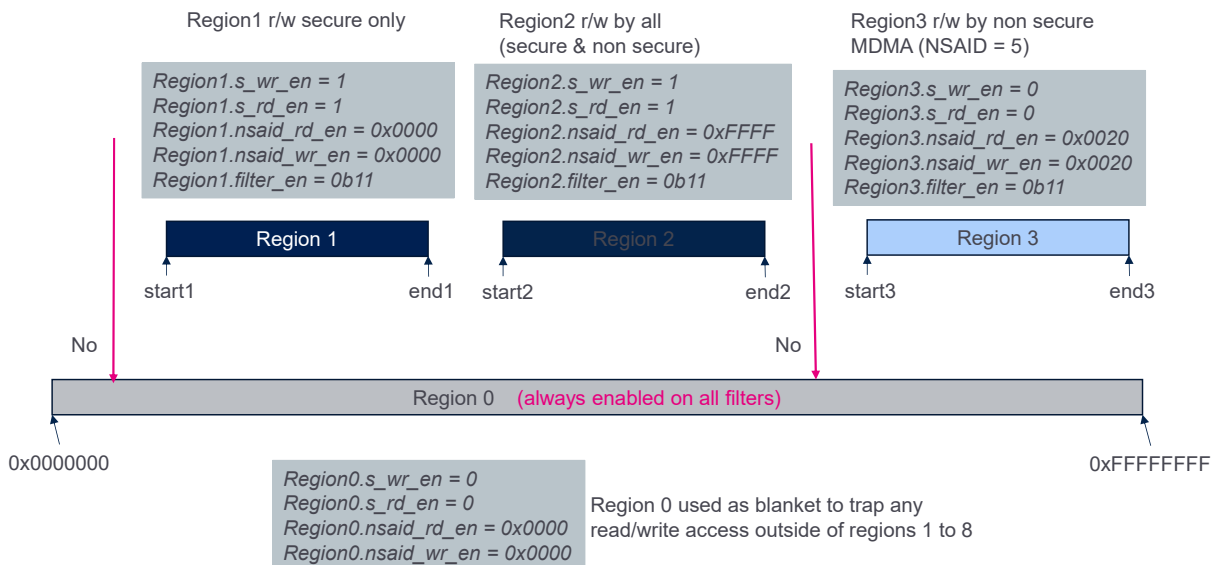 Region1 r/w secure only
Region1.s_wr_en = 1
Region1.s_rd_en = 1
Region1.nsaid_rd_en = 0x0000
Region1.nsaid_wr_en = 0x0000
Region1.filter_en = 0b11
Region 1
start1
end1
Region2 r/w by all
(secure & non secure)
Region2.s_wr_en = 1
Region2.s_rd_en = 1
Region2.nsaid_rd_en = 0xFFFF
Region2.nsaid_wr_en = 0xFFFF
Region2.filter_en = 0b11
Region 2
start2
end2
Region3 r/w by non secure
MDMA (NSAID = 5)
Region3.s_wr_en = 0
Region3.s_rd_en = 0
Region3.nsaid_rd_en = 0x0020
Region3.nsaid_wr_en = 0x0020
Region3.filter_en = 0b11
Region 3
start3
end3
No
No
Region 0 (always enabled on all filters)
0x0000000
0xFFFFFFFF
Region0.s_wr_en = 0
Region0.s_rd_en = 0
Region0.nsaid_rd_en = 0x0000
Region0.nsaid_wr_en = 0x0000
Region 0 used as blanket to trap any
read/write access outside of regions 1 to 8